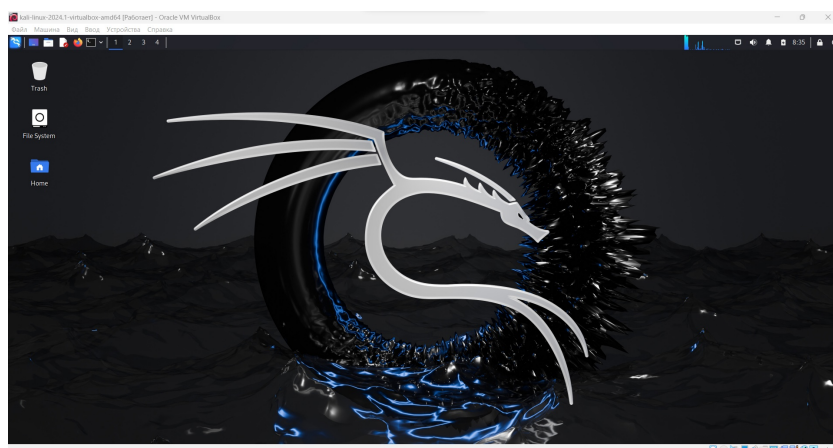 kali-linux-2024.1-virtualbox-amd64 [Работает] - Oracle VM VirtualBox
Файл Машина Вид Ввод Устройства Справка
1 2 3 4
8:35
Trash
File System
Home